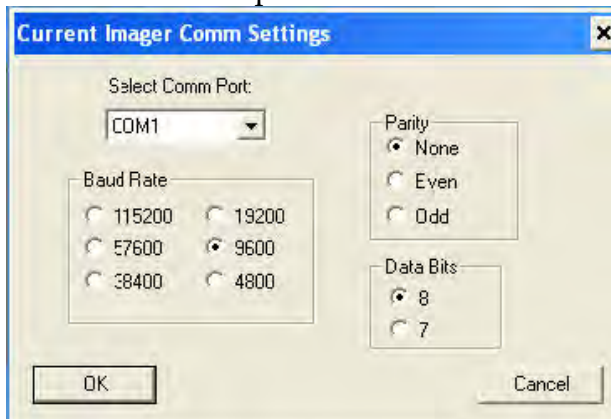 Current Imager Comm Settings
Select Comm Port:
COM1
Baud Rate
115200 19200
57600 9600
38400 4800
Parity
None
Even
Odd
Data Bits
8
7
OK
Cancel